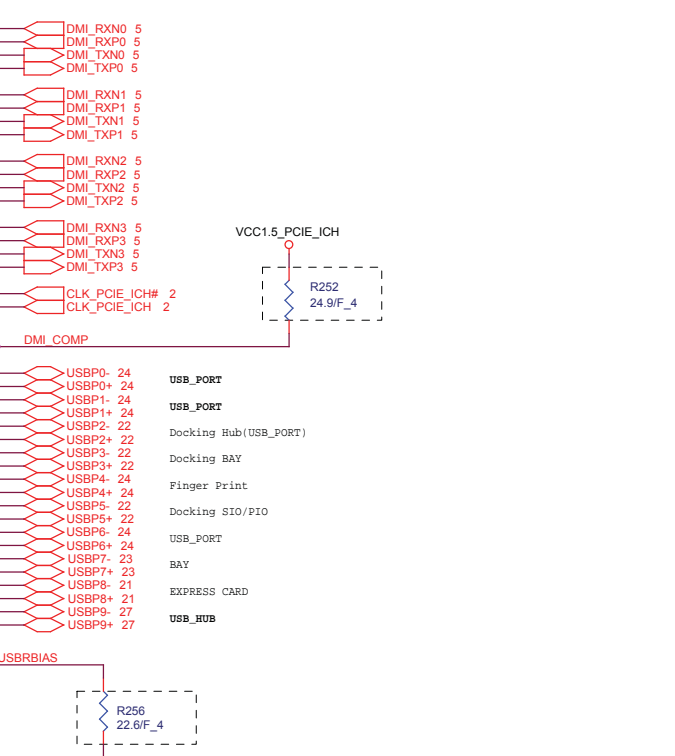 DMI_RXN0 5
DMI_RXP0 5
DMI_TXN0 5
DMI_TXP0 5
DMI_RXN1 5
DMI_RXP1 5
DMI_TXN1 5
DMI_TXP1 5
DMI_RXN2 5
DMI_RXP2 5
DMI_TXN2 5
DMI_TXP2 5
DMI_RXN3 5
DMI_RXP3 5
DMI_TXN3 5
DMI_TXP3 5
VCC1.5_PCIE_ICH
CLK_PCIE_ICH# 2
CLK_PCIE_ICH 2
R252
24.9/F_4
DMI_COMP
USBP0- 24
USBP0+ 24 USB_PORT
USBP1- 24
USBP1+ 24 USB_PORT
USBP2- 22
USBP2+ 22 Docking Hub(USB_PORT)
USBP3- 22
USBP3+ 22 Docking BAY
USBP4- 24
USBP4+ 24 Finger Print
USBP5- 22
USBP5+ 22 Docking SIO/PIO
USBP6- 24
USBP6+ 24 USB_PORT
USBP7- 23
USBP7+ 23 BAY
USBP8- 21
USBP8+ 21 EXPRESS CARD
USBP9- 27
USBP9+ 27 USB_HUB
USBRBIAS
R256
22.6/F_4